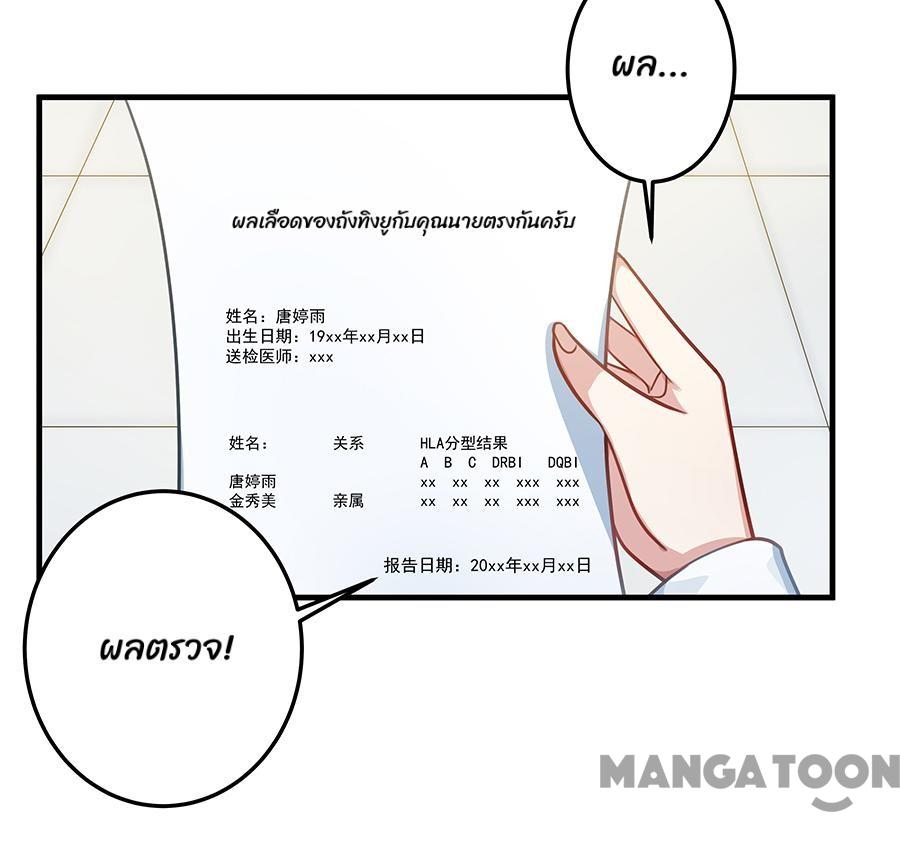 ผล...
ผลเลือดของถังทิงยูกับคุณนายตรงกันครับ
姓名：唐婷雨
出生日期：19xx年xx月xx日
送检医师：xxx
姓名： 关系 HLA分型结果
A B C DRBI DQBI
唐婷雨 xx xx xx xxx xxx
金秀美 亲属 xx xx xx xxx xxx
报告日期：20xx年xx月xx日
ผลตรวจ!
MANGATOON